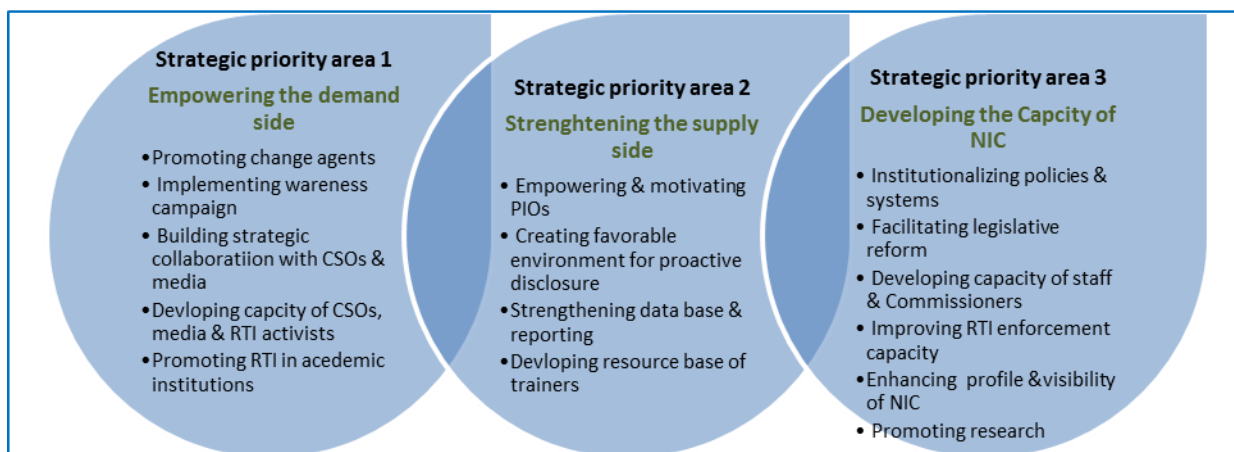 Strategic priority area 1
Empowering the demand
side
•Promoting change agents
• Implementing wareness
campaign
• Building strategic
collaboratiion with CSOs &
media
•Devloping capcity of CSOs,
media & RTI activists
•Promoting RTI in acedemic
institutions
Strategic priority area 2
Strenghtening the supply
side
• Empowering & motivating
PIOs
• Creating favorable
environment for proactive
disclosure
•Strengthening data base &
reporting
•Devloping resource base of
trainers
Strategic priority area 3
Developing the Capcity of
NIC
• Institutionalizing policies &
systems
• Facilitating legislative
reform
• Developing capacity of staff
& Commissioners
• Improving RTI enforcement
capacity
•Enhancing profile &visibility
of NIC
• Promoting research